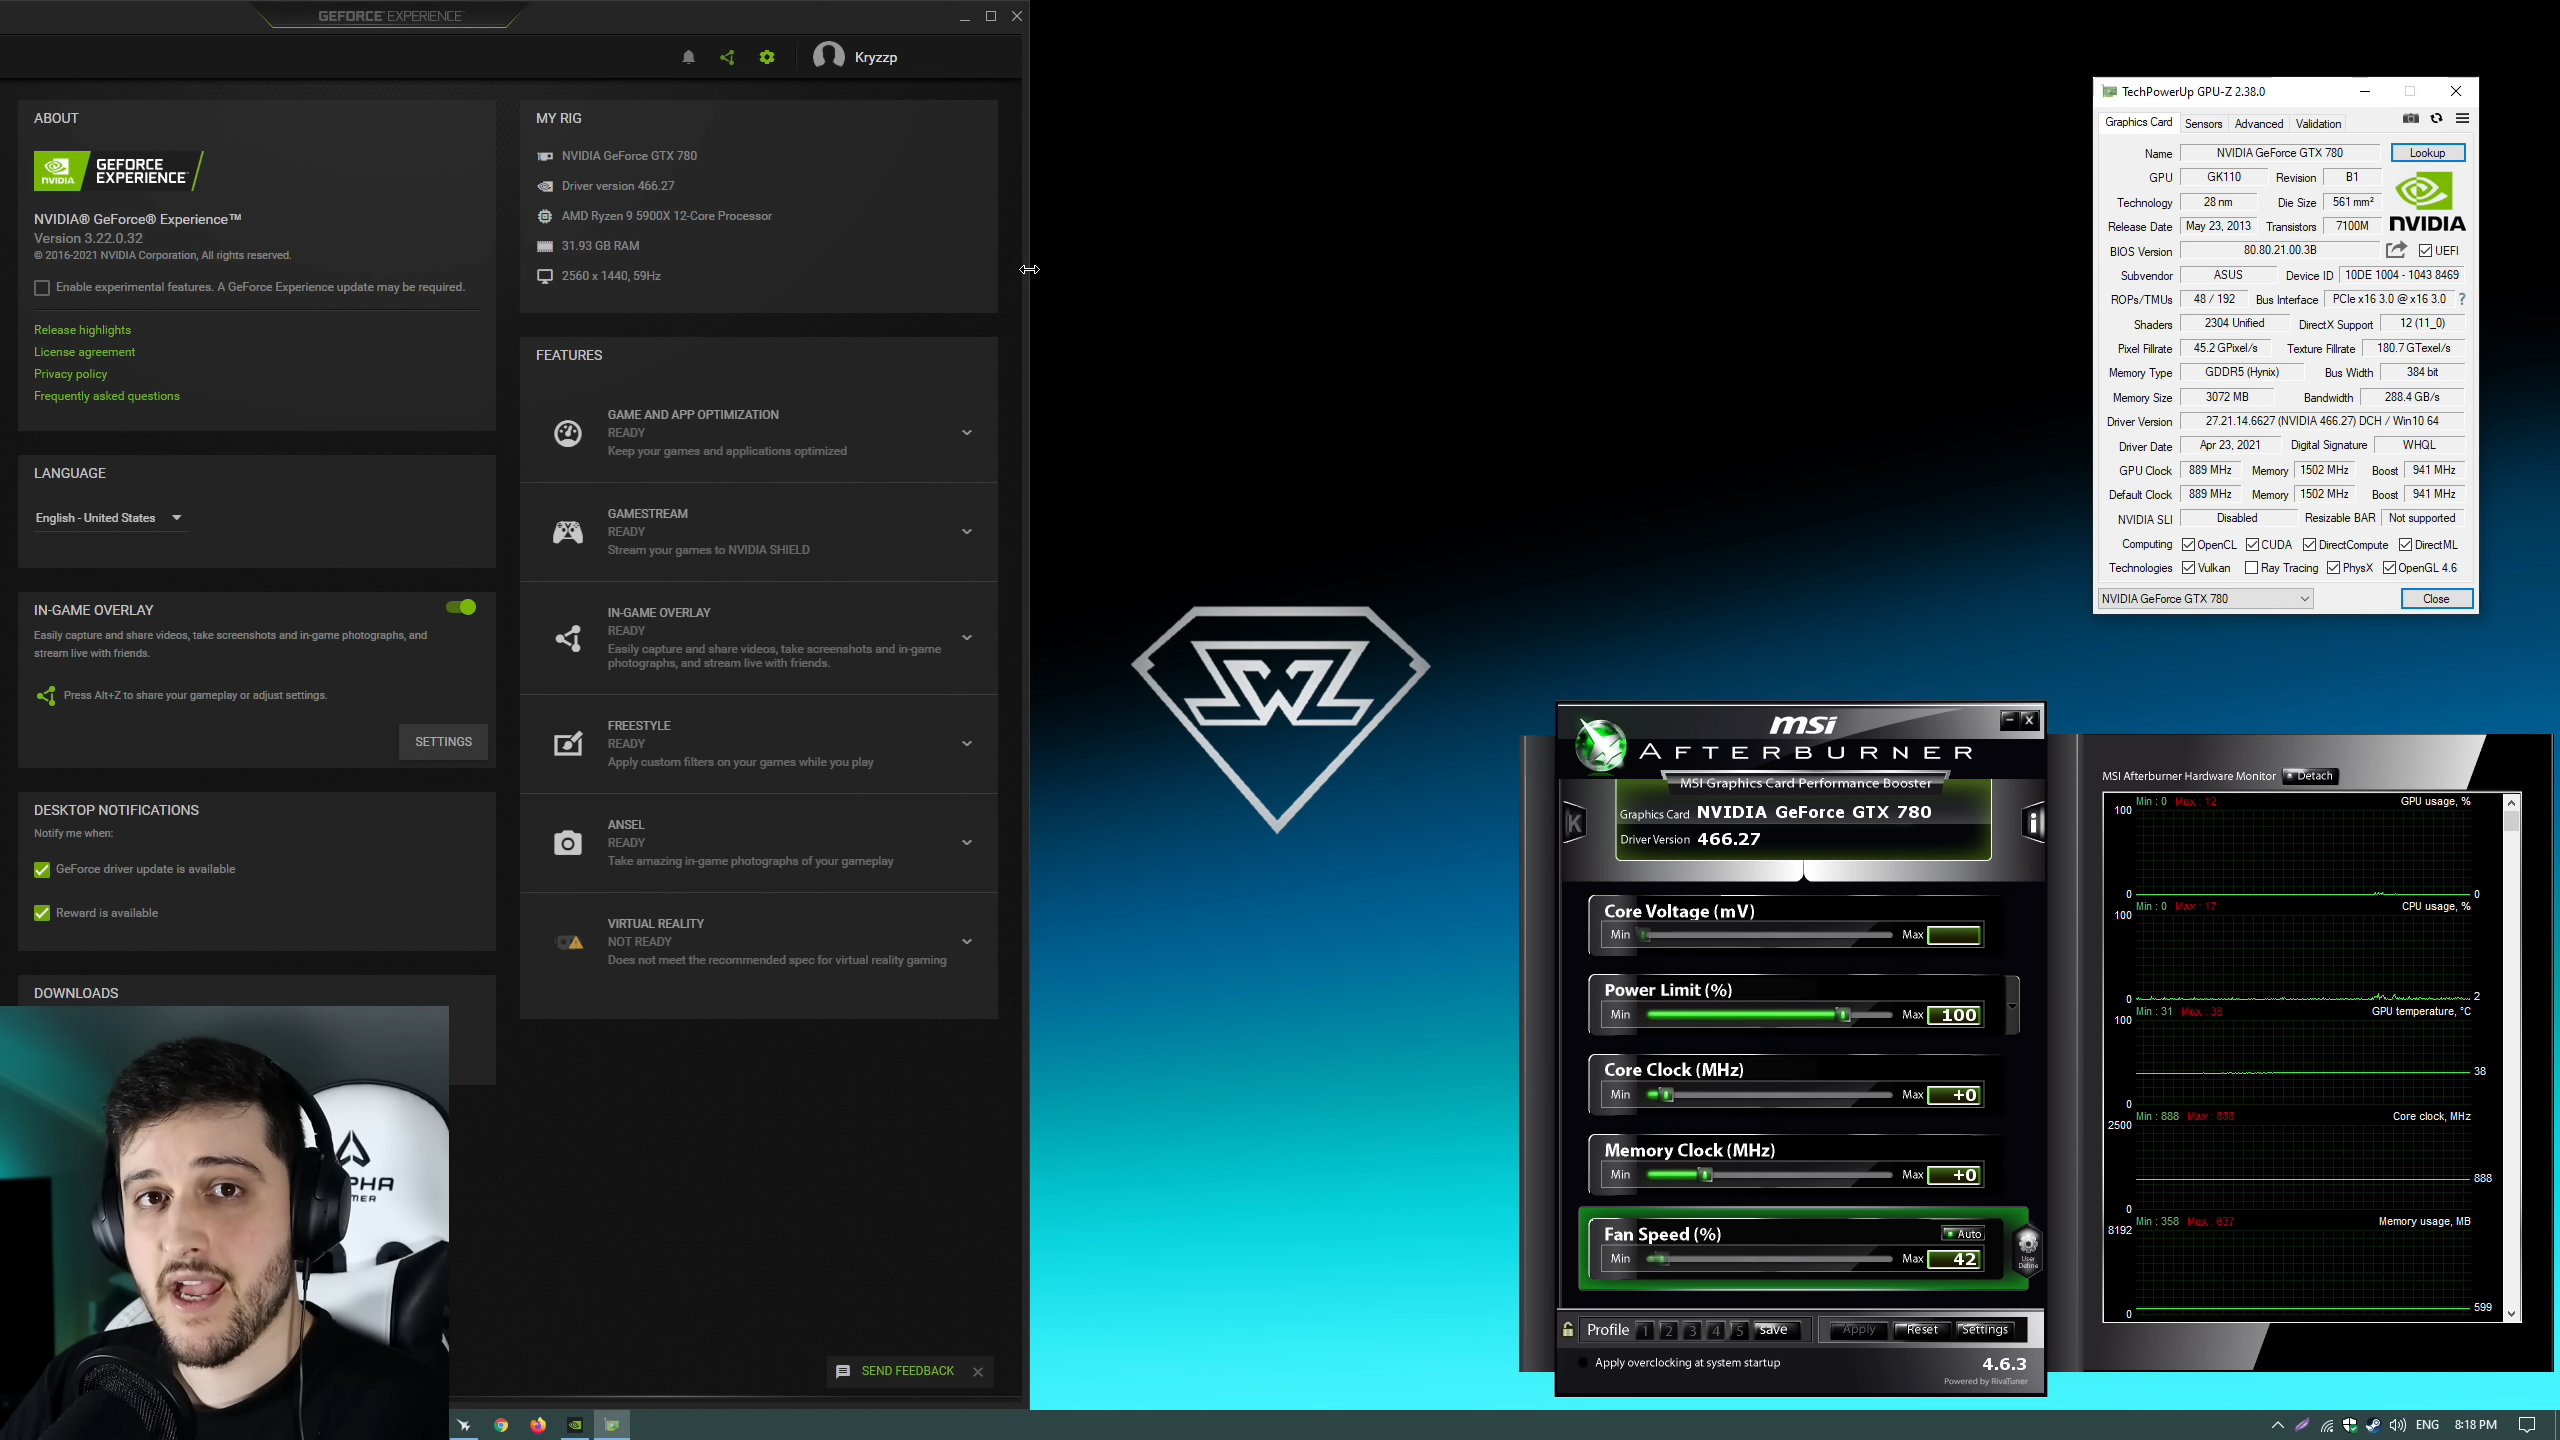 GEFORCE EXPERIENCE
Kryzzp
ABOUT
NVIDIA
GEFORCE
EXPERIENCE
NVIDIA® GeForce® Experience™
Version 3.22.0.32
© 2016-2021 NVIDIA Corporation, All rights reserved.
Enable experimental features. A GeForce Experience update may be required.
Release highlights
License agreement
Privacy policy
Frequently asked questions
LANGUAGE
English - United States
IN-GAME OVERLAY
Easily capture and share videos, take screenshots and in-game photographs, and
stream live with friends.
Press Alt+Z to share your gameplay or adjust settings.
SETTINGS
DESKTOP NOTIFICATIONS
Notify me when:
GeForce driver update is available
Reward is available
DOWNLOADS
MY RIG
NVIDIA GeForce GTX 780
Driver version 466.27
AMD Ryzen 9 5900X 12-Core Processor
31.93 GB RAM
2560 x 1440, 59Hz
FEATURES
GAME AND APP OPTIMIZATION
READY
Keep your games and applications optimized
GAMESTREAM
READY
Stream your games to NVIDIA SHIELD
IN-GAME OVERLAY
READY
Easily capture and share videos, take screenshots and in-game
photographs, and stream live with friends.
FREESTYLE
READY
Apply custom filters on your games while you play
ANSEL
READY
Take amazing in-game photographs of your gameplay
VIRTUAL REALITY
NOT READY
Does not meet the recommended spec for virtual reality gaming
SEND FEEDBACK
TechPowerUp GPU-Z 2.38.0
Graphics Card Sensors Advanced Validation
Name NVIDIA GeForce GTX 780 Lookup
GPU GK110 Revision B1
Technology 28 nm Die Size 561 mm²
NVIDIA
Release Date May 23, 2013 Transistors 7100M
BIOS Version 80.80.21.00.3B UEFI
Subvendor ASUS Device ID 10DE 1004 - 1043 8469
ROPs/TMUs 48 / 192 Bus Interface PCIe x16 3.0 @ x16 3.0 ?
Shaders 2304 Unified DirectX Support 12 (11_0)
Pixel Fillrate 45.2 GPixel/s Texture Fillrate 180.7 GTexel/s
Memory Type GDDR5 (Hynix) Bus Width 384 bit
Memory Size 3072 MB Bandwidth 288.4 GB/s
Driver Version 27.21.14.6627 (NVIDIA 466.27) DCH / Win10 64
Driver Date Apr 23, 2021 Digital Signature WHQL
GPU Clock 889 MHz Memory 1502 MHz Boost 941 MHz
Default Clock 889 MHz Memory 1502 MHz Boost 941 MHz
NVIDIA SLI Disabled Resizable BAR Not supported
Computing OpenCL CUDA DirectCompute DirectML
Technologies Vulkan Ray Tracing PhysX OpenGL 4.6
NVIDIA GeForce GTX 780 Close
msi
AFTERBURNER
MSI Graphics Card Performance Booster
Graphics Card NVIDIA GeForce GTX 780
Driver Version 466.27
K
i
Core Voltage (mV)
Min Max
Power Limit (%)
Min Max 100
Core Clock (MHz)
Min Max +0
Memory Clock (MHz)
Min Max +0
Fan Speed (%) Auto
Min Max 42
User
Define
Profile 1 2 3 4 5 Save Apply Reset Settings
Apply overclocking at system startup 4.6.3
Powered by RivaTuner
MSI Afterburner Hardware Monitor Detach
Min : 0 Max : 12 GPU usage, %
100
0 0
Min : 0 Max : 17 CPU usage, %
100
0 2
Min : 31 Max : 38 GPU temperature, °C
100
38
0
Min : 888 Max : 888 Core clock, MHz
2500
888
0
Min : 358 Max : 637 Memory usage, MB
8192
599
0
ENG 8:18 PM